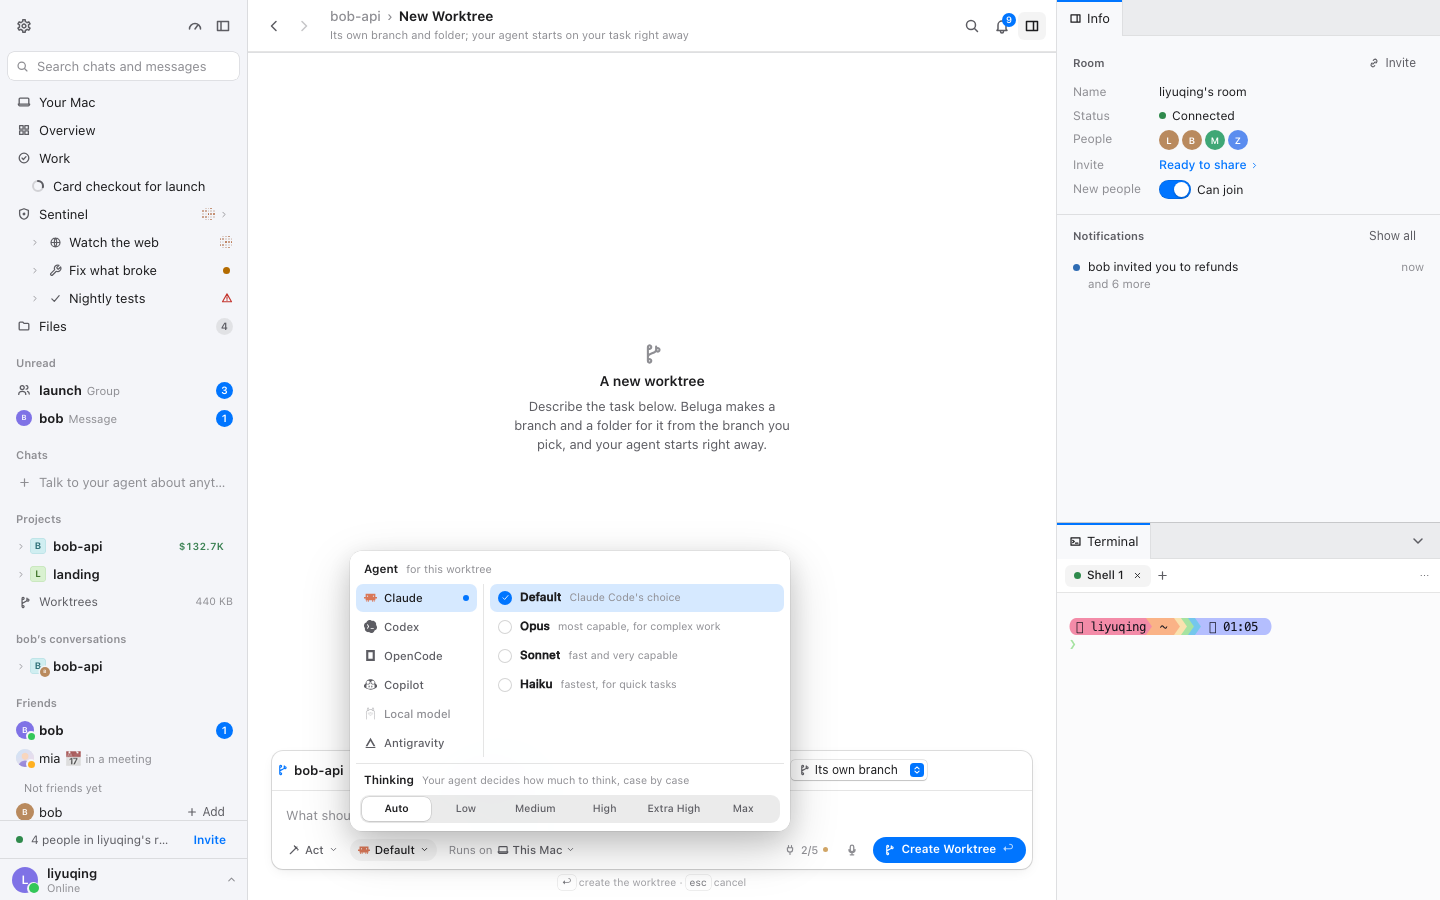 Search chats and messages
Your Mac
Overview
Work
Card checkout for launch
Sentinel
Watch the web
Fix what broke
Nightly tests
Files 4
Unread
launch Group 3
B bob Message 1
Chats
Talk to your agent about anyt...
Projects
B bob-api $132.7K
L landing
Worktrees 440 KB
bob's conversations
B bob-api
Friends
B bob 1
mia in a meeting
Not friends yet
B bob + Add
4 people in liyuqing's r... Invite
L liyuqing
Online
bob-api › New Worktree
Its own branch and folder; your agent starts on your task right away
9
A new worktree
Describe the task below. Beluga makes a
branch and a folder for it from the branch you
pick, and your agent starts right away.
Agent for this worktree
Claude
Codex
OpenCode
Copilot
Local model
Antigravity
Default Claude Code's choice
Opus most capable, for complex work
Sonnet fast and very capable
Haiku fastest, for quick tasks
Thinking Your agent decides how much to think, case by case
Auto Low Medium High Extra High Max
bob-api Its own branch
What shou
Act Default Runs on This Mac 2/5 Create Worktree
create the worktree · esc cancel
Info
Room Invite
Name liyuqing's room
Status Connected
People L B M Z
Invite Ready to share ›
New people Can join
Notifications Show all
bob invited you to refunds now
and 6 more
Terminal
Shell 1 × +
liyuqing ~ 01:05
❯